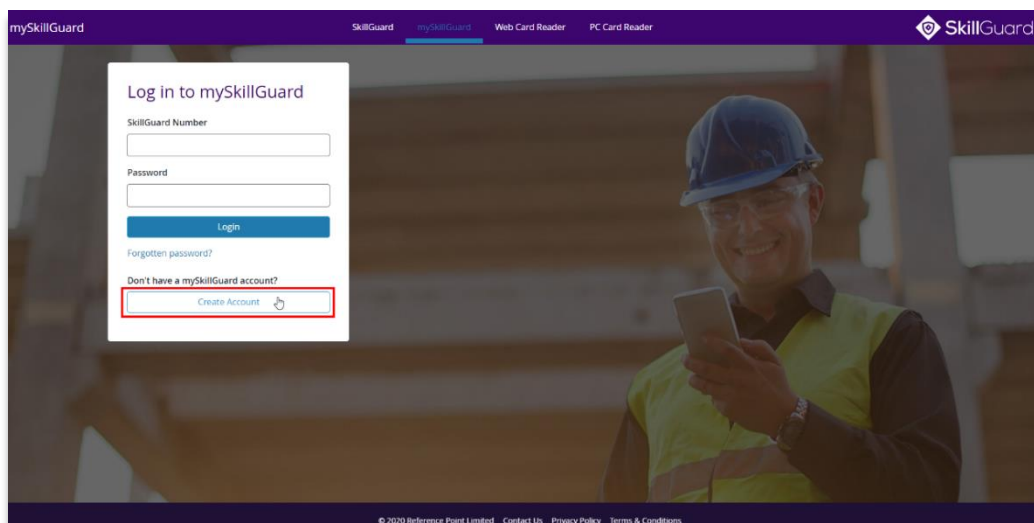 mySkillGuard SkillGuard mySkillGuard Web Card Reader PC Card Reader SkillGuard
Log in to mySkillGuard
SkillGuard Number
Password
Login
Forgotten password?
Don't have a mySkillGuard account?
Create Account
© 2020 Reference Point Limited Contact Us Privacy Policy Terms & Conditions